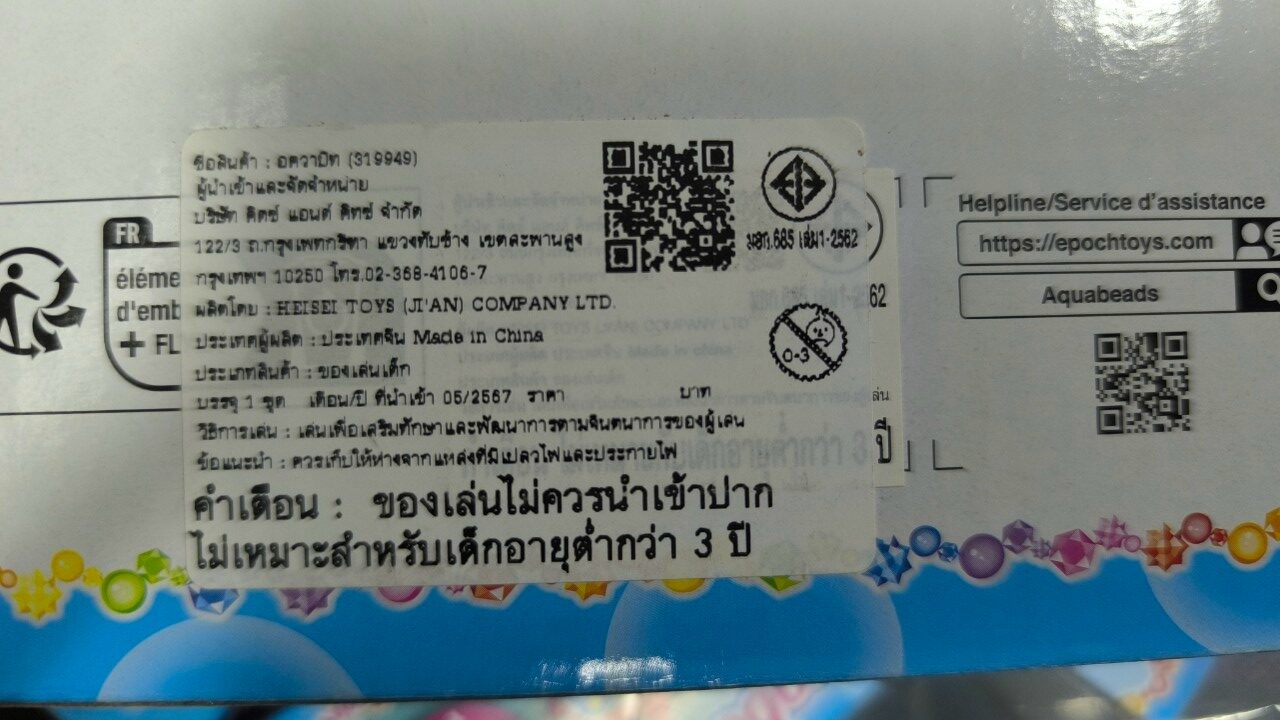 ชื่อสินค้า : อควาบีท (319949)
ผู้นำเข้าและจัดจำหน่าย
บริษัท คิดซ์ แอนด์ คิทซ์ จำกัด
122/3 ถ.กรุงเทพกรีฑา แขวงทับช้าง เขตสะพานสูง
กรุงเทพฯ 10250 โทร.02-368-4106-7
ผลิตโดย : HEISEI TOYS (JI'AN) COMPANY LTD.
ประเทศผู้ผลิต : ประเทศจีน Made in China
ประเภทสินค้า : ของเล่นเด็ก
บรรจุ 1 ชุด เดือน/ปี ที่นำเข้า 05/2567 ราคา บาท
วิธีการเล่น : เล่นเพื่อเสริมทักษาและพัฒนาการตามจินตนาการของผู้เล่น
ข้อแนะนำ : ควรเก็บให้ห่างจากแหล่งที่มีเปลวไฟและประกายไฟ
คำเตือน : ของเล่นไม่ควรนำเข้าปาก
ไม่เหมาะสำหรับเด็กอายุต่ำกว่า 3 ปี
มอก.685 เล่ม1-2562
0-3
62
เล่น
ปี
FR
éléme
d'emb
+ FL
Helpline/Service d'assistance
https://epochtoys.com
Aquabeads